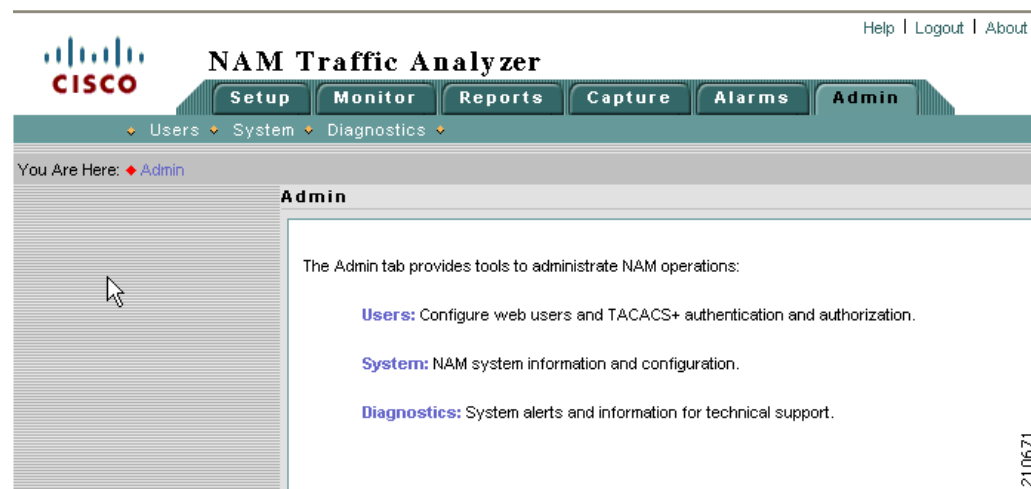 Help | Logout | About
CISCO
NAM Traffic Analyzer
Setup Monitor Reports Capture Alarms Admin
Users System Diagnostics
You Are Here: Admin
Admin
The Admin tab provides tools to administrate NAM operations:
Users: Configure web users and TACACS+ authentication and authorization.
System: NAM system information and configuration.
Diagnostics: System alerts and information for technical support.
210671